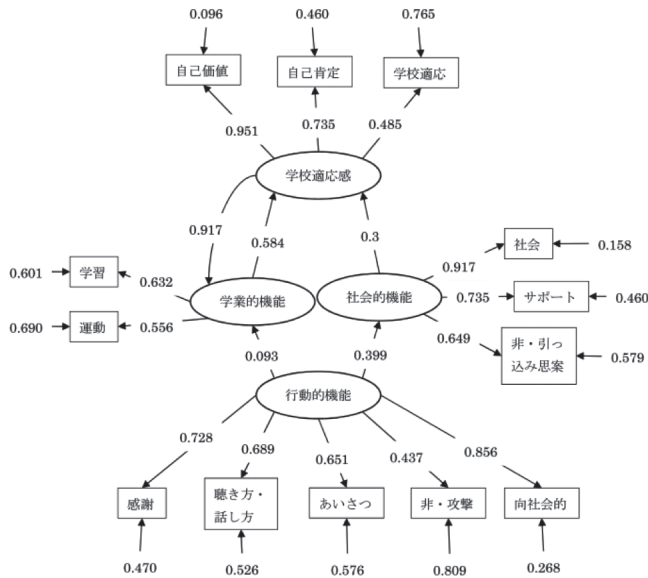 0.096
0.460
0.765
自己価値
自己肯定
学校適応
0.951
0.735
0.485
学校適応感
0.917
0.584
0.3
0.917
社会
0.158
0.601
学習
0.632
学業的機能
社会的機能
0.735
サポート
0.460
0.690
運動
0.556
0.649
非・引っ
込み思案
0.579
0.093
0.399
行動的機能
0.728
0.689
0.651
0.437
0.856
感謝
聴き方・
話し方
あいさつ
非・攻撃
向社会的
0.470
0.526
0.576
0.809
0.268